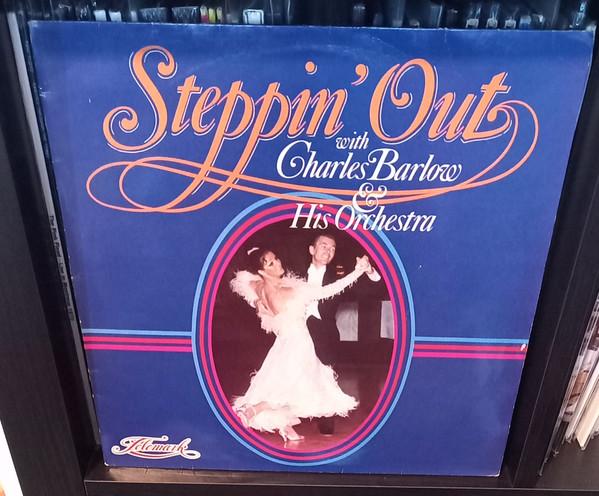 Steppin' Out
with
Charles Barlow
&
His Orchestra
Telemark